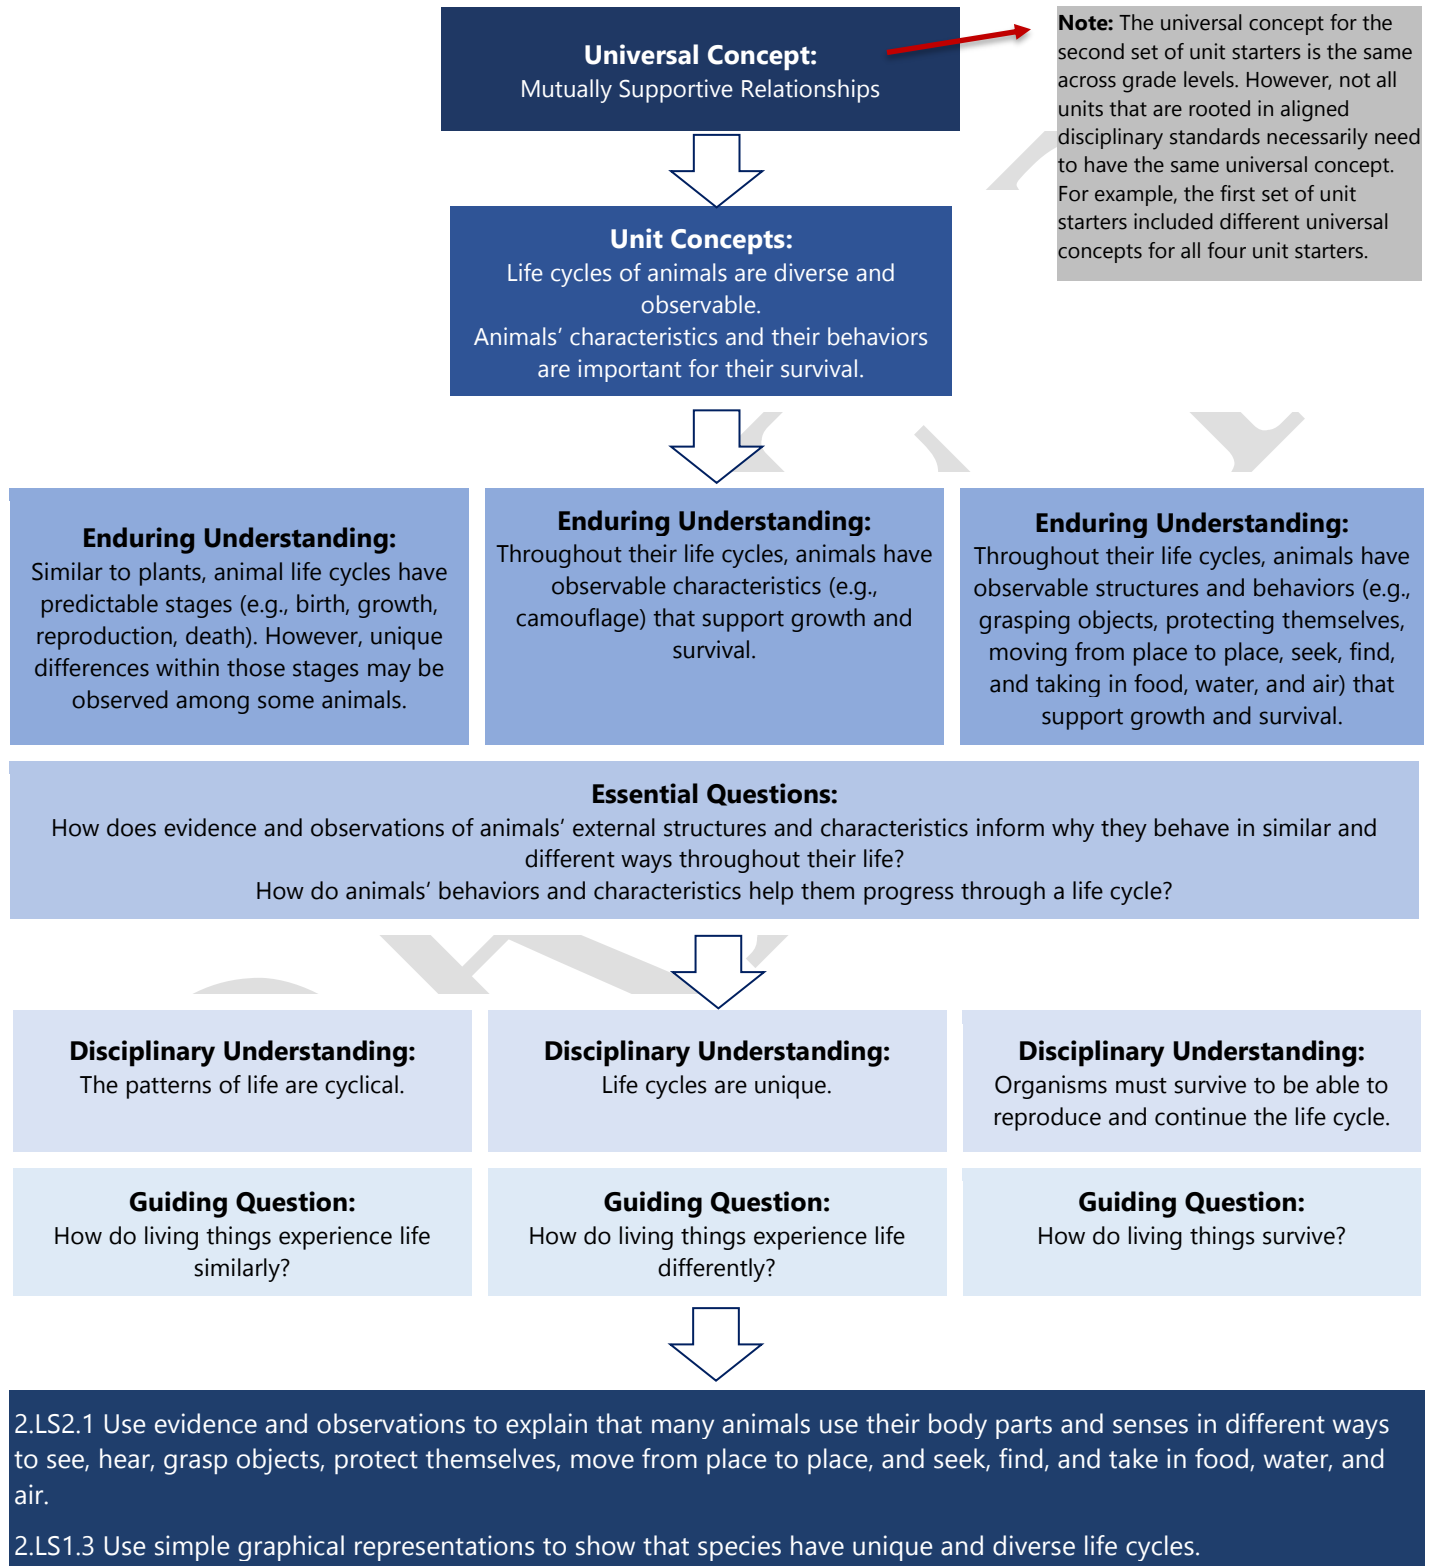 Universal Concept:
Mutually Supportive Relationships
Note: The universal concept for the
second set of unit starters is the same
across grade levels. However, not all
units that are rooted in aligned
disciplinary standards necessarily need
to have the same universal concept.
For example, the first set of unit
starters included different universal
concepts for all four unit starters.
Unit Concepts:
Life cycles of animals are diverse and
observable.
Animals’ characteristics and their behaviors
are important for their survival.
Enduring Understanding:
Similar to plants, animal life cycles have
predictable stages (e.g., birth, growth,
reproduction, death). However, unique
differences within those stages may be
observed among some animals.
Enduring Understanding:
Throughout their life cycles, animals have
observable characteristics (e.g.,
camouflage) that support growth and
survival.
Enduring Understanding:
Throughout their life cycles, animals have
observable structures and behaviors (e.g.,
grasping objects, protecting themselves,
moving from place to place, seek, find,
and taking in food, water, and air) that
support growth and survival.
Essential Questions:
How does evidence and observations of animals’ external structures and characteristics inform why they behave in similar and
different ways throughout their life?
How do animals’ behaviors and characteristics help them progress through a life cycle?
Disciplinary Understanding:
The patterns of life are cyclical.
Disciplinary Understanding:
Life cycles are unique.
Disciplinary Understanding:
Organisms must survive to be able to
reproduce and continue the life cycle.
Guiding Question:
How do living things experience life
similarly?
Guiding Question:
How do living things experience life
differently?
Guiding Question:
How do living things survive?
2.LS2.1 Use evidence and observations to explain that many animals use their body parts and senses in different ways
to see, hear, grasp objects, protect themselves, move from place to place, and seek, find, and take in food, water, and
air.
2.LS1.3 Use simple graphical representations to show that species have unique and diverse life cycles.